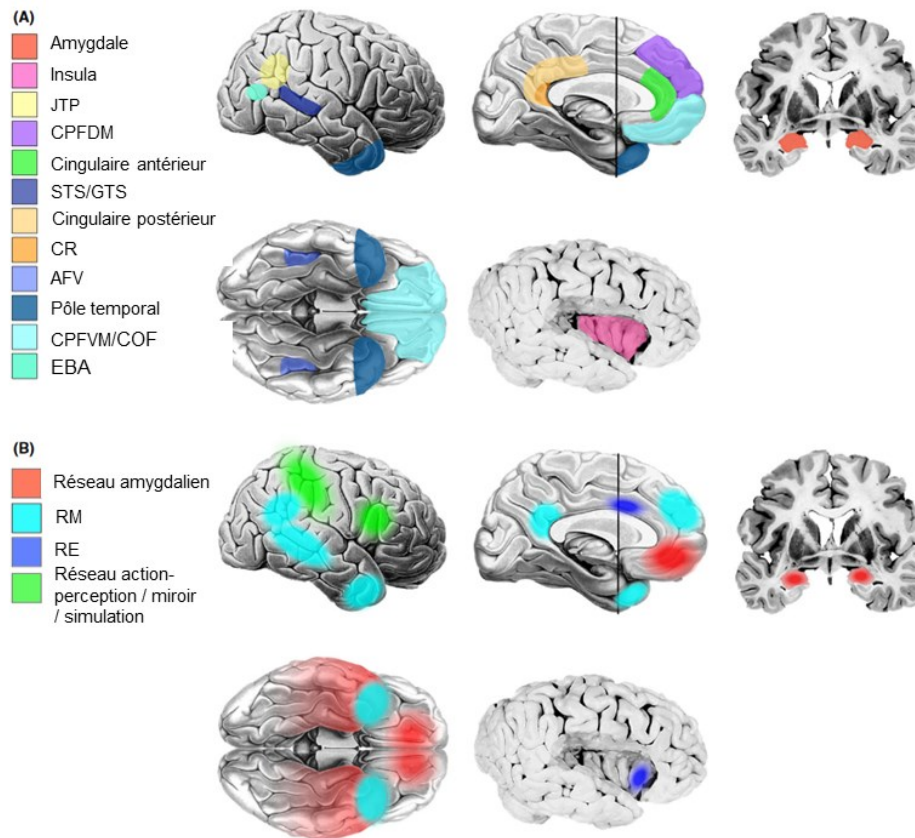 (A)
Amygdale
Insula
JTP
CPFDM
Cingulaire antérieur
STS/GTS
Cingulaire postérieur
CR
AFV
Pôle temporal
CPFVM/COF
EBA
(B)
Réseau amygdalien
RM
RE
Réseau action-
perception / miroir
/ simulation